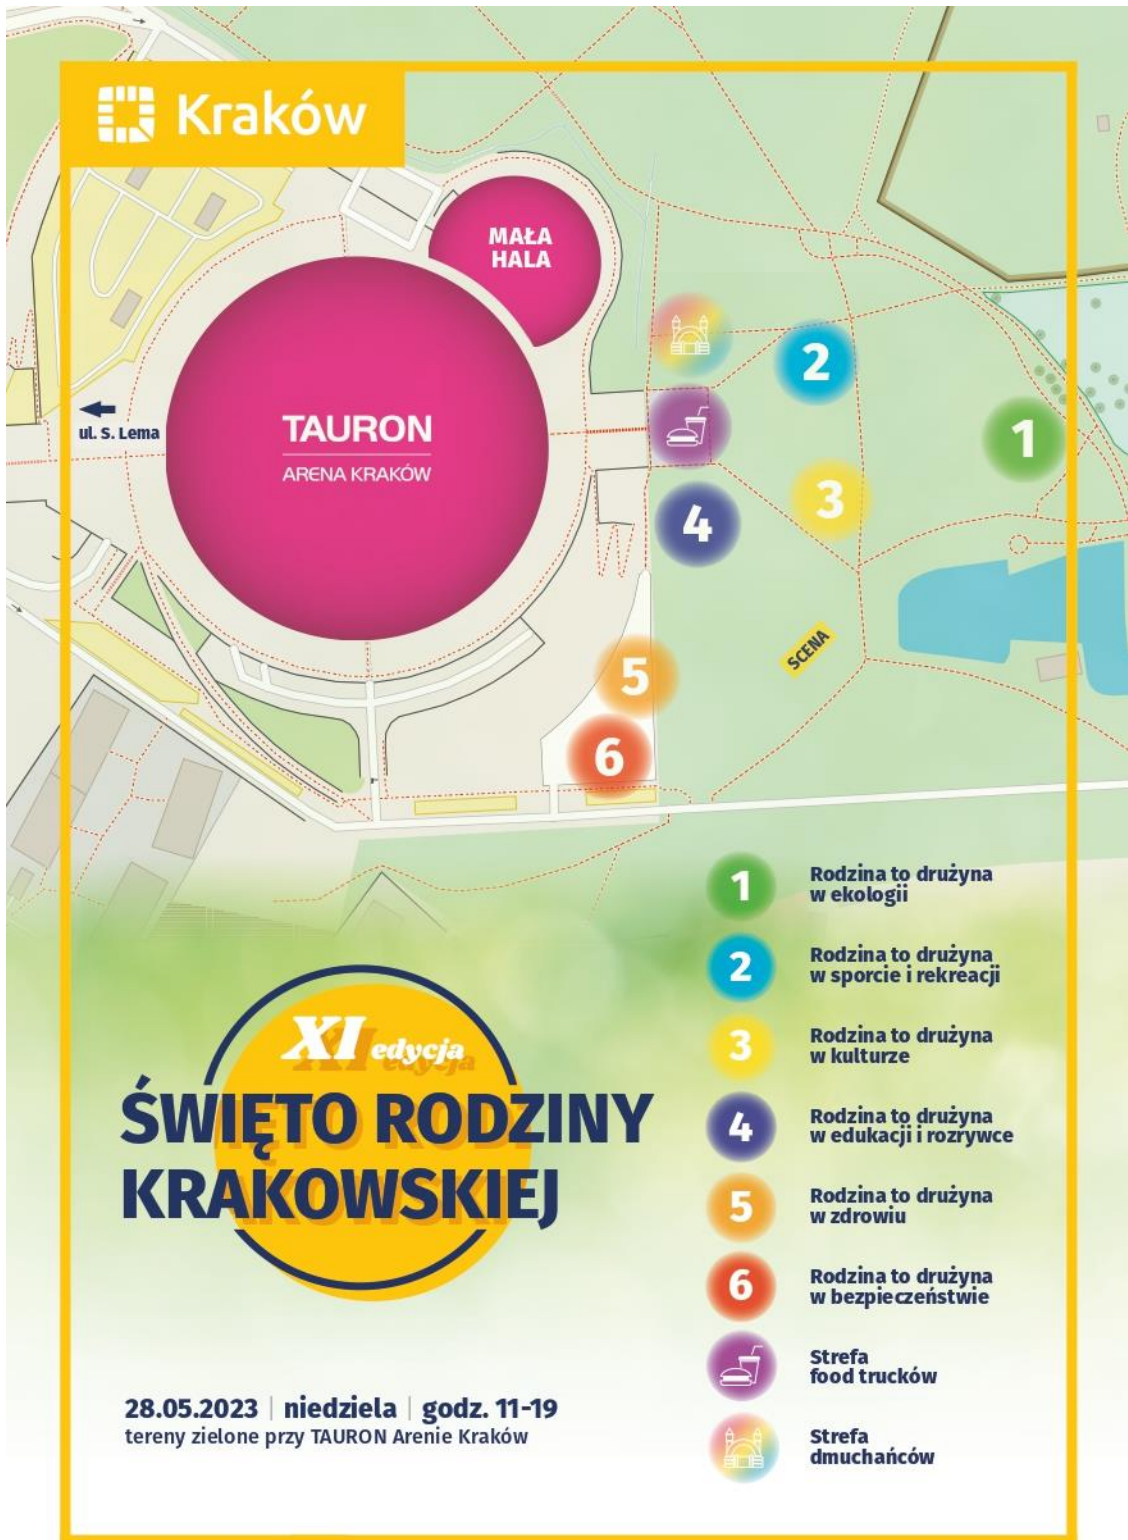 Kraków
MAŁA
HALA
TAURON
ARENA KRAKÓW
ul. S. Lema
2
1
3
4
SCENA
5
6
1
Rodzina to drużyna
w ekologii
2
Rodzina to drużyna
w sporcie i rekreacji
3
Rodzina to drużyna
w kulturze
4
Rodzina to drużyna
w edukacji i rozrywce
5
Rodzina to drużyna
w zdrowiu
6
Rodzina to drużyna
w bezpieczeństwie
Strefa
food trucków
Strefa
dmuchańców
XI edycja
ŚWIĘTO RODZINY
KRAKOWSKIEJ
28.05.2023 | niedziela | godz. 11-19
tereny zielone przy TAURON Arenie Kraków